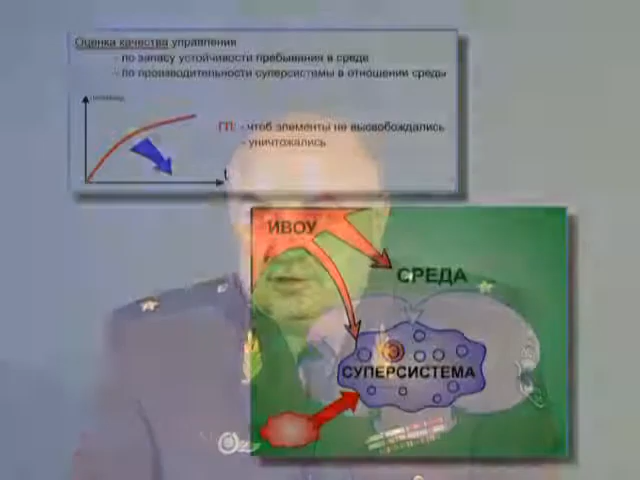 Оценка качества управления
- по запасу устойчивости пребывания в среде
- по производительности суперсистемы в отношении среды
t
ГП: - чтоб элементы не высвобождались
- уничтожались
ИВОУ
СРЕДА
СУПЕРСИСТЕМА